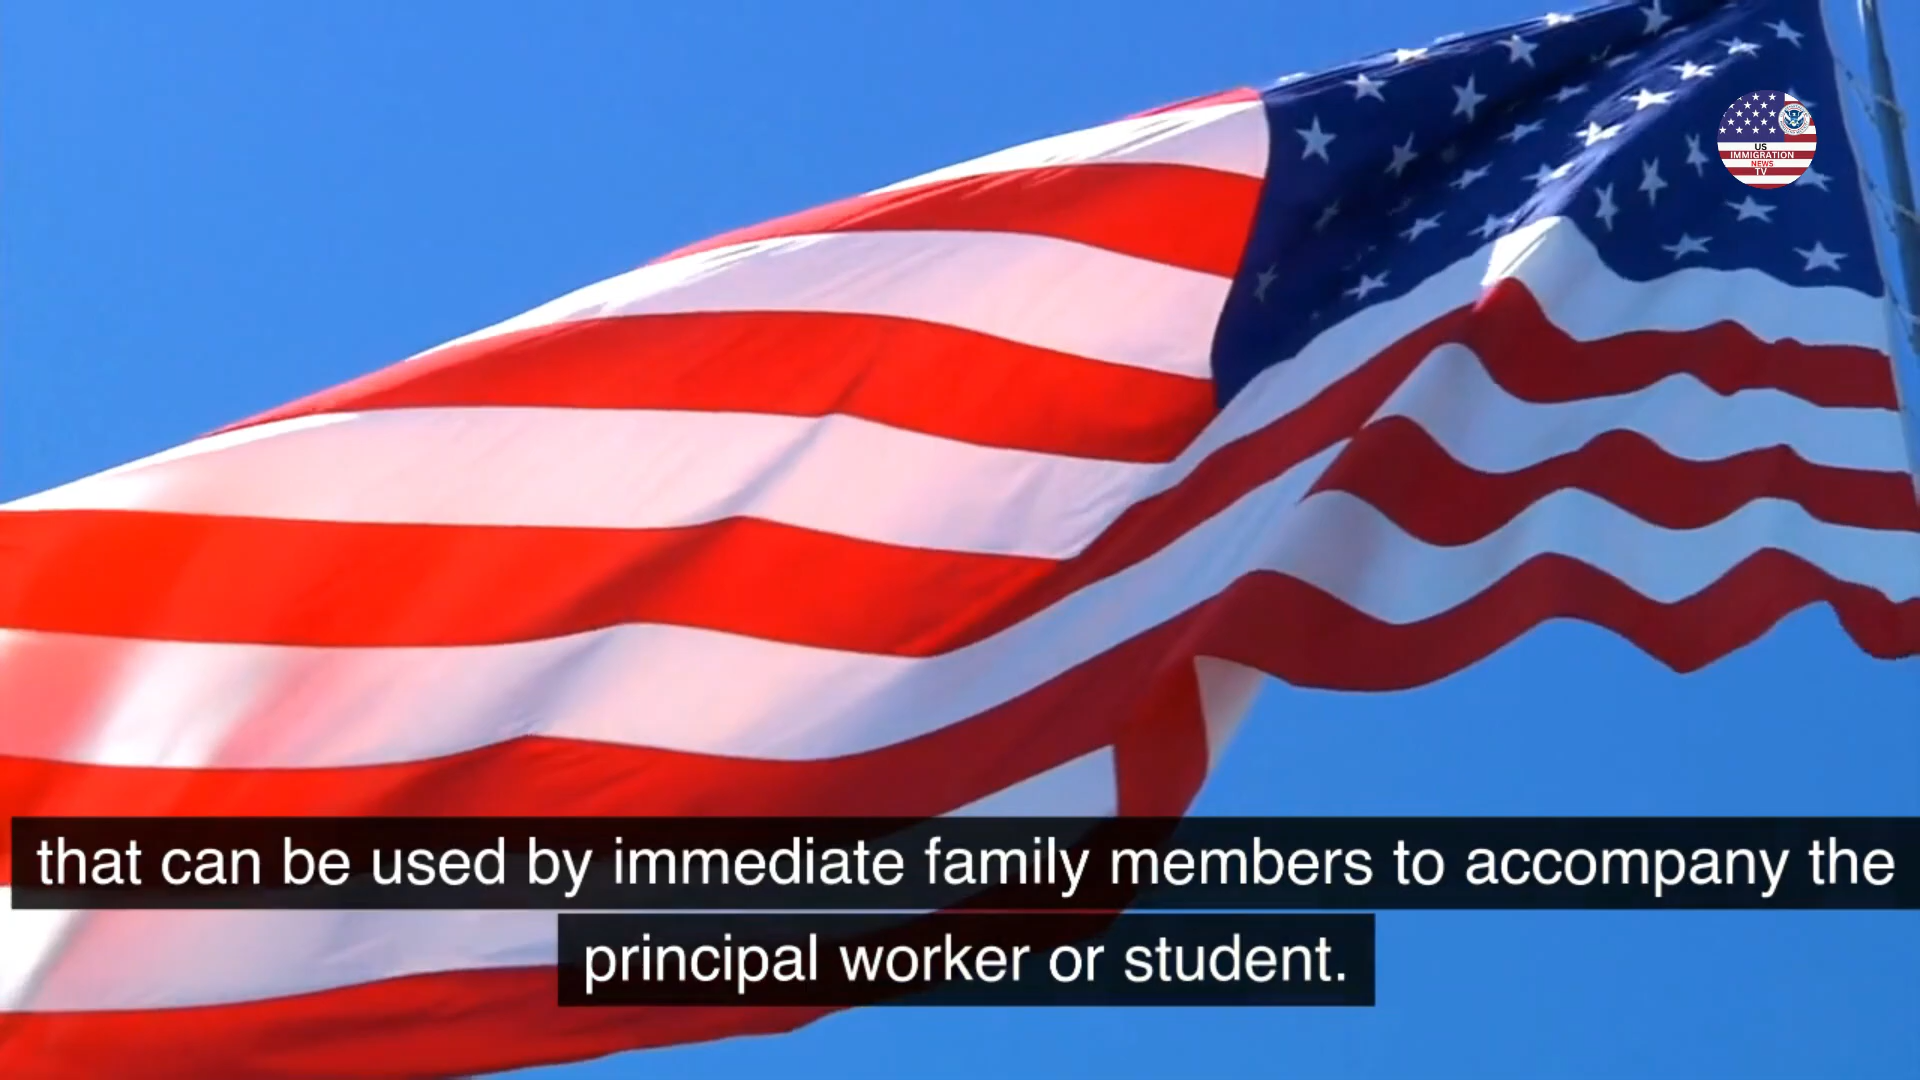 US
IMMIGRATION
NEWS
TV
that can be used by immediate family members to accompany the
principal worker or student.